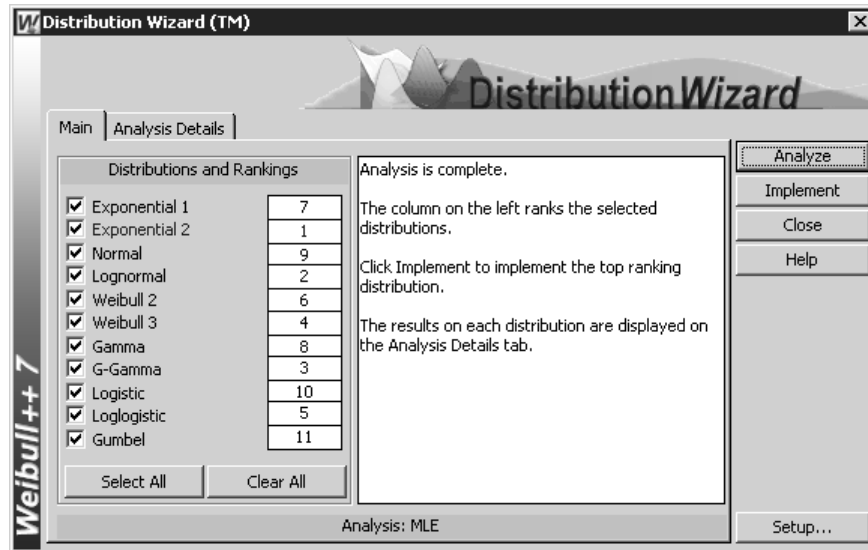 Distribution Wizard (TM)
DistributionWizard
Main
Analysis Details
Distributions and Rankings
Exponential 1 7
Exponential 2 1
Normal 9
Lognormal 2
Weibull 2 6
Weibull 3 4
Gamma 8
G-Gamma 3
Logistic 10
Loglogistic 5
Gumbel 11
Select All
Clear All
Analysis is complete.
The column on the left ranks the selected
distributions.
Click Implement to implement the top ranking
distribution.
The results on each distribution are displayed on
the Analysis Details tab.
Analysis: MLE
Analyze
Implement
Close
Help
Setup...
Weibull++ 7